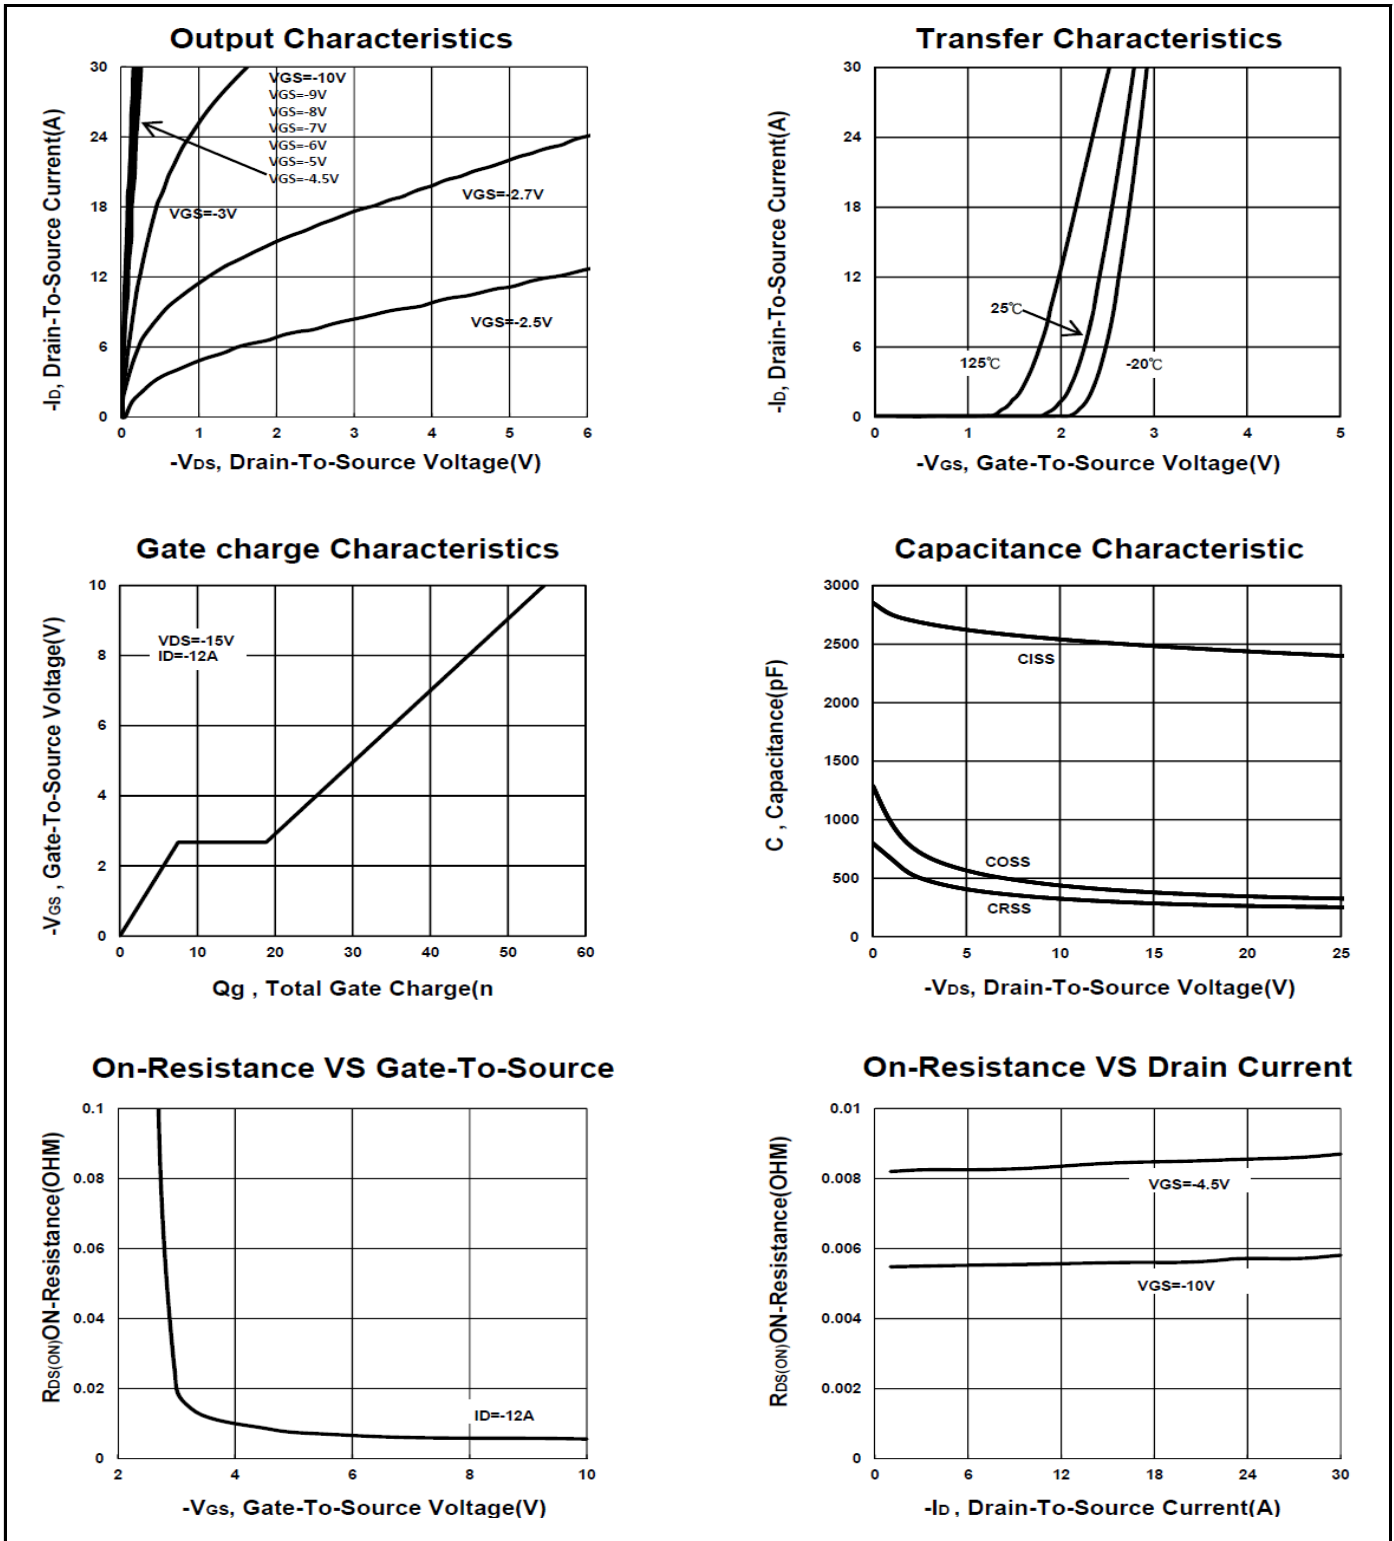 Output Characteristics
30
24
18
12
6
0
0 1 2 3 4 5 6
-ID, Drain-To-Source Current(A)
VGS=-10V
VGS=-9V
VGS=-8V
VGS=-7V
VGS=-6V
VGS=-5V
VGS=-4.5V
VGS=-3V
VGS=-2.7V
VGS=-2.5V
-VDS, Drain-To-Source Voltage(V)
Transfer Characteristics
30
24
18
12
6
0
0 1 2 3 4 5
-ID, Drain-To-Source Current(A)
25℃
125℃
-20℃
-VGS, Gate-To-Source Voltage(V)
Gate charge Characteristics
10
8
6
4
2
0
0 10 20 30 40 50 60
-VGS , Gate-To-Source Voltage(V)
VDS=-15V
ID=-12A
Qg , Total Gate Charge(n
Capacitance Characteristic
3000
2500
2000
1500
1000
500
0
0 5 10 15 20 25
C , Capacitance(pF)
CISS
COSS
CRSS
-VDS, Drain-To-Source Voltage(V)
On-Resistance VS Gate-To-Source
0.1
0.08
0.06
0.04
0.02
0
2 4 6 8 10
RDS(ON)ON-Resistance(OHM)
ID=-12A
-VGS, Gate-To-Source Voltage(V)
On-Resistance VS Drain Current
0.01
0.008
0.006
0.004
0.002
0
0 6 12 18 24 30
RDS(ON)ON-Resistance(OHM)
VGS=-4.5V
VGS=-10V
-ID , Drain-To-Source Current(A)